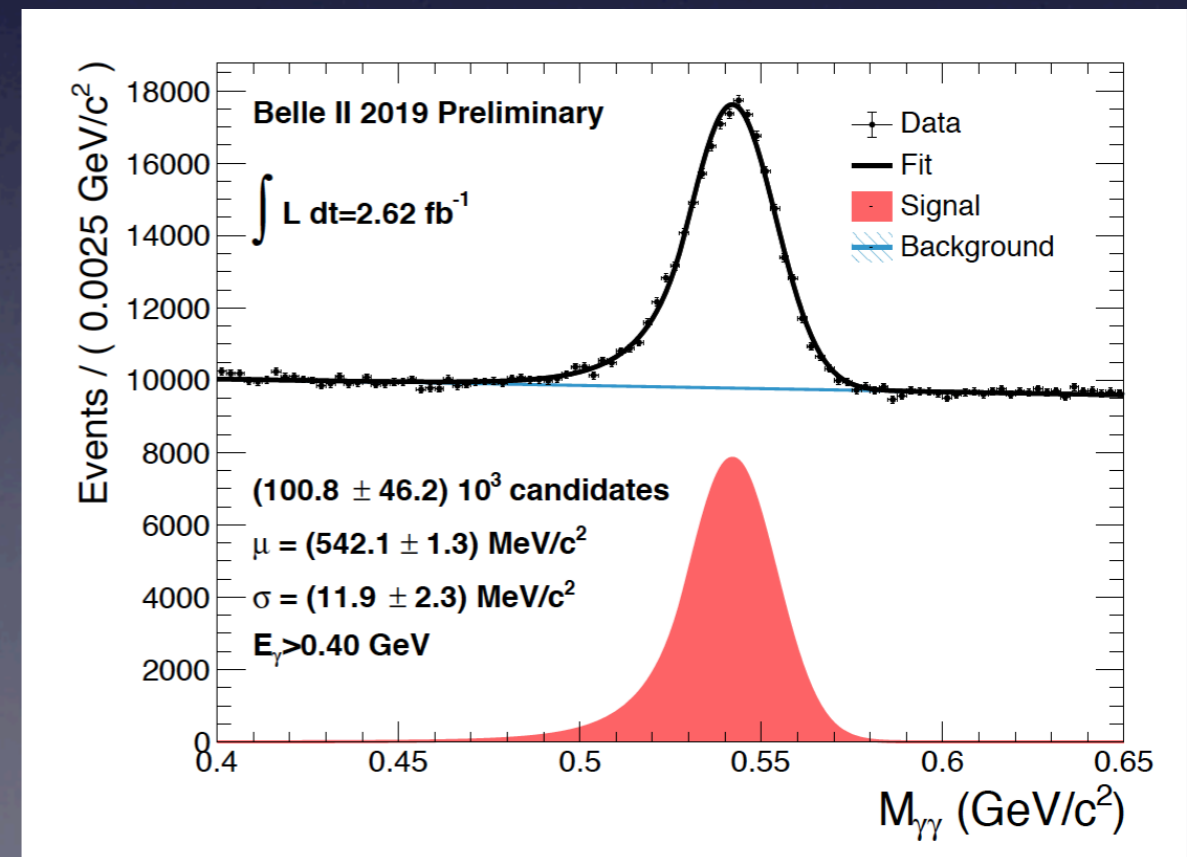 Events / ( 0.0025 GeV/c² )
18000
16000
14000
12000
10000
8000
6000
4000
2000
0
Belle II 2019 Preliminary
∫ L dt=2.62 fb⁻¹
Data
Fit
Signal
Background
(100.8 ± 46.2) 10³ candidates
μ = (542.1 ± 1.3) MeV/c²
σ = (11.9 ± 2.3) MeV/c²
Eγ>0.40 GeV
0.4 0.45 0.5 0.55 0.6 0.65
Mγγ (GeV/c²)